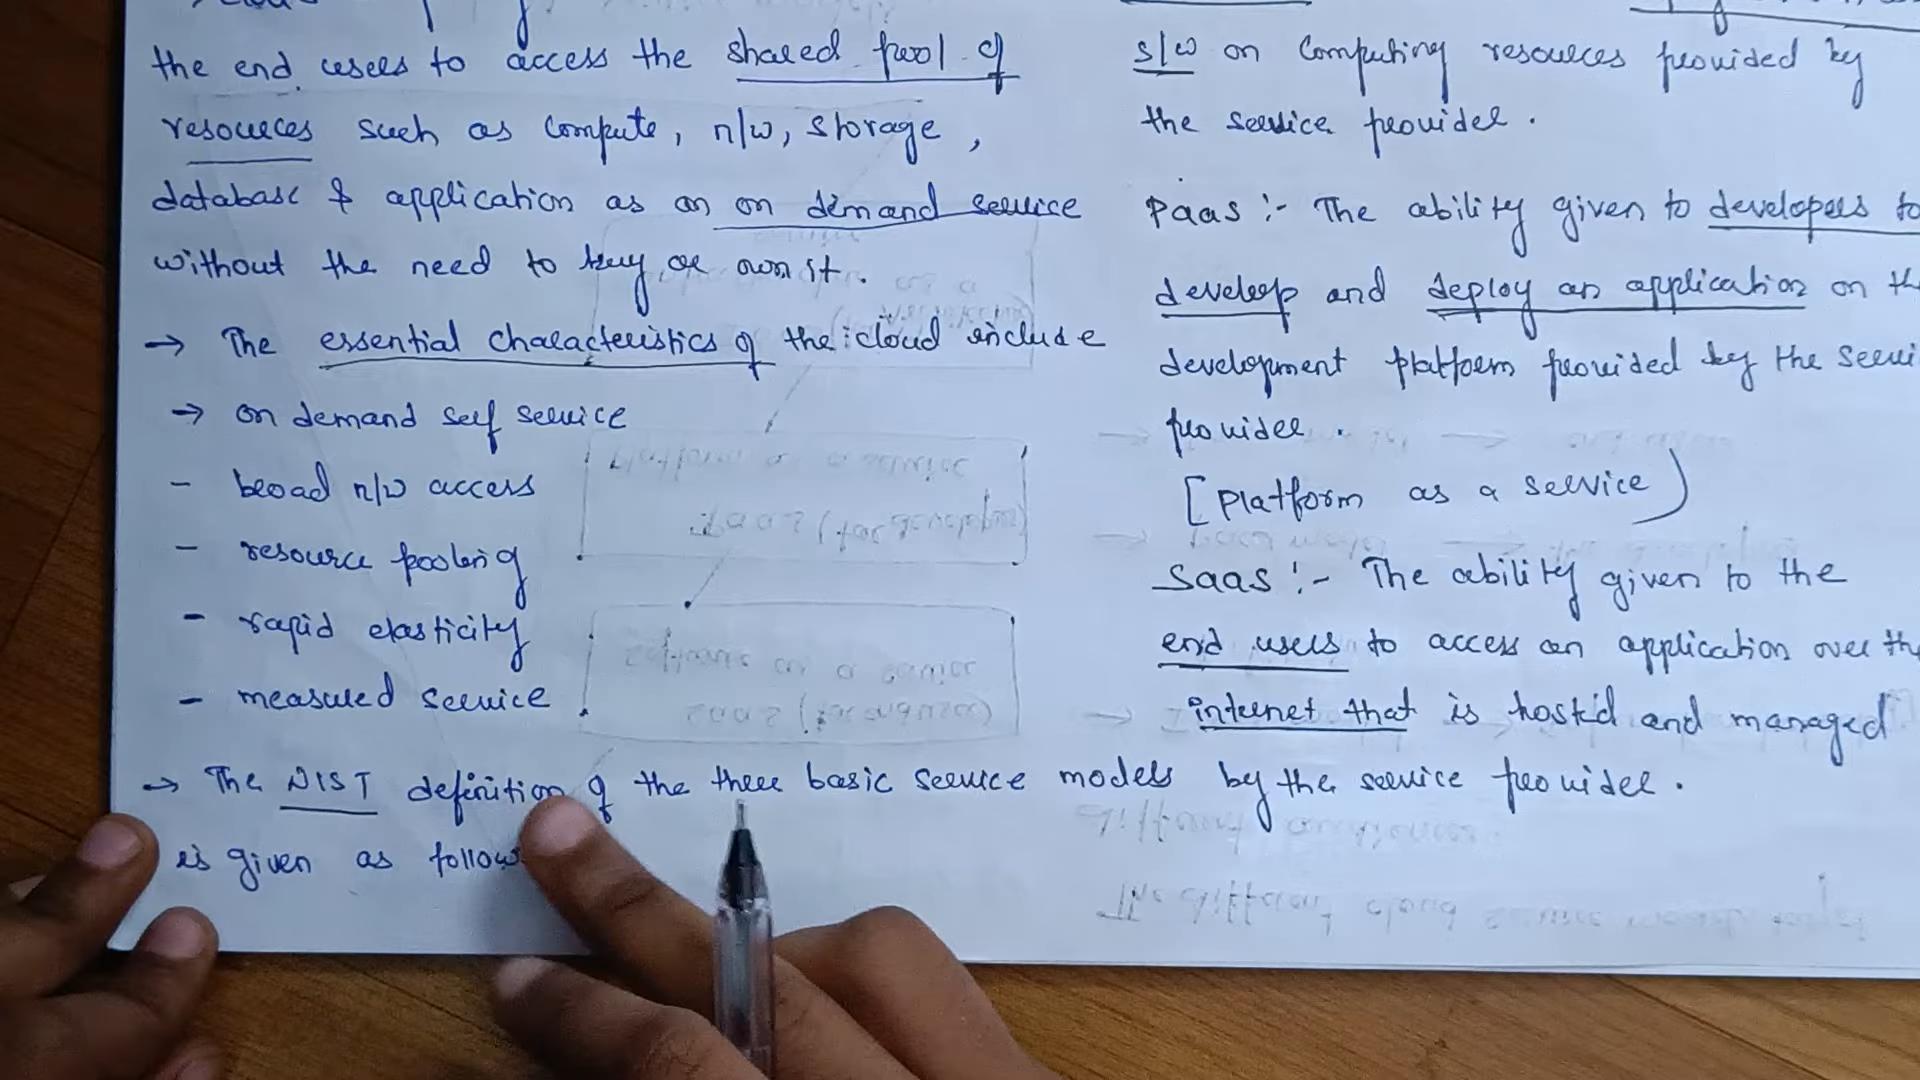 the end users to access the shared pool of
resources such as compute, n/w, storage,
database & application as an on demand service
without the need to buy or own it.
→ The essential characteristics of the cloud include
→ on demand self service
- broad n/w access
- resource pooling
- rapid elasticity
- measured service
→ The NIST definition of the three basic service models
is given as follow
s/w on computing resources provided by
the service provider.
Paas :- The ability given to developers to
develop and deploy an application on th
development platform provided by the servi
provider.
[Platform as a service)
Saas :- The ability given to the
end users to access an application over the
internet that is hosted and managed
by the service provider.